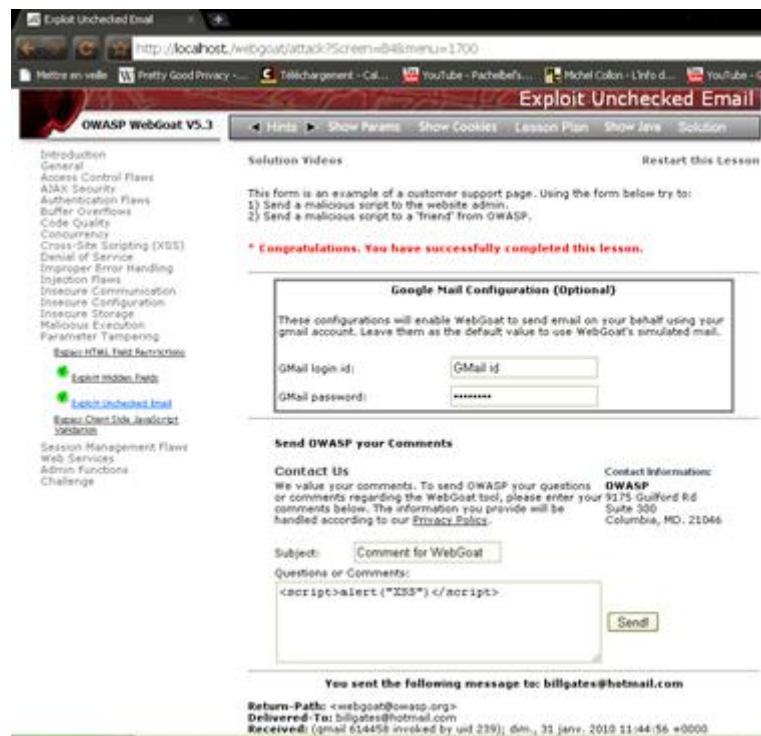 Exploit Unchecked Email
http://localhost./webgoat/attack?Screen=84&menu=1700
Mettre en veille
Pretty Good Privacy -...
Téléchargement - Cal...
YouTube - Pachelbel's...
Michel Collon - L'info d...
YouTube -
Exploit Unchecked Email
OWASP WebGoat V5.3
Hints
Show Params
Show Cookies
Lesson Plan
Show Java
Solution
Introduction
General
Access Control Flaws
AJAX Security
Authentication Flaws
Buffer Overflows
Code Quality
Concurrency
Cross-Site Scripting (XSS)
Denial of Service
Improper Error Handling
Injection Flaws
Insecure Communication
Insecure Configuration
Insecure Storage
Malicious Execution
Parameter Tampering
Bypass HTML Field Restrictions
Exploit Hidden Fields
Exploit Unchecked Email
Bypass Client Side JavaScript
Validation
Session Management Flaws
Web Services
Admin Functions
Challenge
Solution Videos
Restart this Lesson
This form is an example of a customer support page. Using the form below try to:
1) Send a malicious script to the website admin.
2) Send a malicious script to a 'friend' from OWASP.
* Congratulations. You have successfully completed this lesson.
Google Mail Configuration (Optional)
These configurations will enable WebGoat to send email on your behalf using your
gmail account. Leave them as the default value to use WebGoat's simulated mail.
GMail login id:
GMail id
GMail password:
••••••••
Send OWASP your Comments
Contact Us
We value your comments. To send OWASP your questions
or comments regarding the WebGoat tool, please enter your
comments below. The information you provide will be
handled according to our Privacy Policy.
Contact Information:
OWASP
9175 Guilford Rd
Suite 300
Columbia, MD. 21046
Subject:
Comment for WebGoat
Questions or Comments:
<script>alert("XSS")</script>
Send!
You sent the following message to: billgates@hotmail.com
Return-Path: <webgoat@owasp.org>
Delivered-To: billgates@hotmail.com
Received: (qmail 614458 invoked by uid 239); dim., 31 janv. 2010 11:44:56 +0000